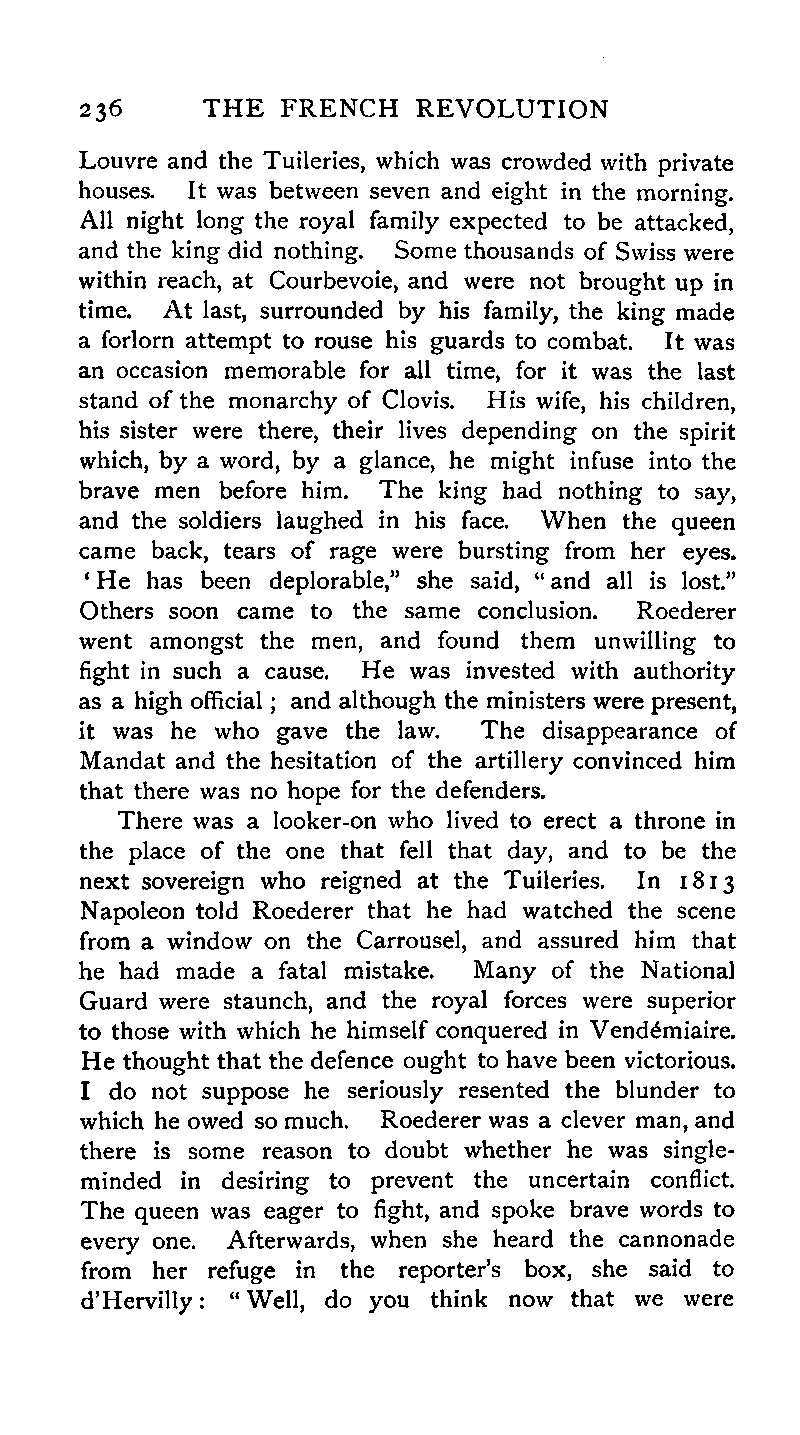 236 THE FRENCH REVOLUTION
Louvre and the Tuileries, which was crowded with private
houses. It was between seven and eight in the morning.
All night long the royal family expected to be attacked,
and the king did nothing. Some thousands of Swiss were
within reach, at Courbevoie, and were not brought up in
time. At last, surrounded by his family, the king made
a forlorn attempt to rouse his guards to combat. It was
an occasion memorable for all time, for it was the last
stand of the monarchy of Clovis. His wife, his children,
his sister were there, their lives depending on the spirit
which, by a word, by a glance, he might infuse into the
brave men before him. The king had nothing to say,
and the soldiers laughed in his face. When the queen
came back, tears of rage were bursting from her eyes.
‘He has been deplorable,” she said, “and all is lost.”
Others soon came to the same conclusion. Roederer
went amongst the men, and found them unwilling to
fight in such a cause. He was invested with authority
as a high official; and although the ministers were present,
it was he who gave the law. The disappearance of
Mandat and the hesitation of the artillery convinced him
that there was no hope for the defenders.
There was a looker-on who lived to erect a throne in
the place of the one that fell that day, and to be the
next sovereign who reigned at the Tuileries. In 1813
Napoleon told Roederer that he had watched the scene
from a window on the Carrousel, and assured him that
he had made a fatal mistake. Many of the National
Guard were staunch, and the royal forces were superior
to those with which he himself conquered in Vendémiaire.
He thought that the defence ought to have been victorious.
I do not suppose he seriously resented the blunder to
which he owed so much. Roederer was a clever man, and
there is some reason to doubt whether he was single-
minded in desiring to prevent the uncertain conflict.
The queen was eager to fight, and spoke brave words to
every one. Afterwards, when she heard the cannonade
from her refuge in the reporter's box, she said to
d'Hervilly: “Well, do you think now that we were